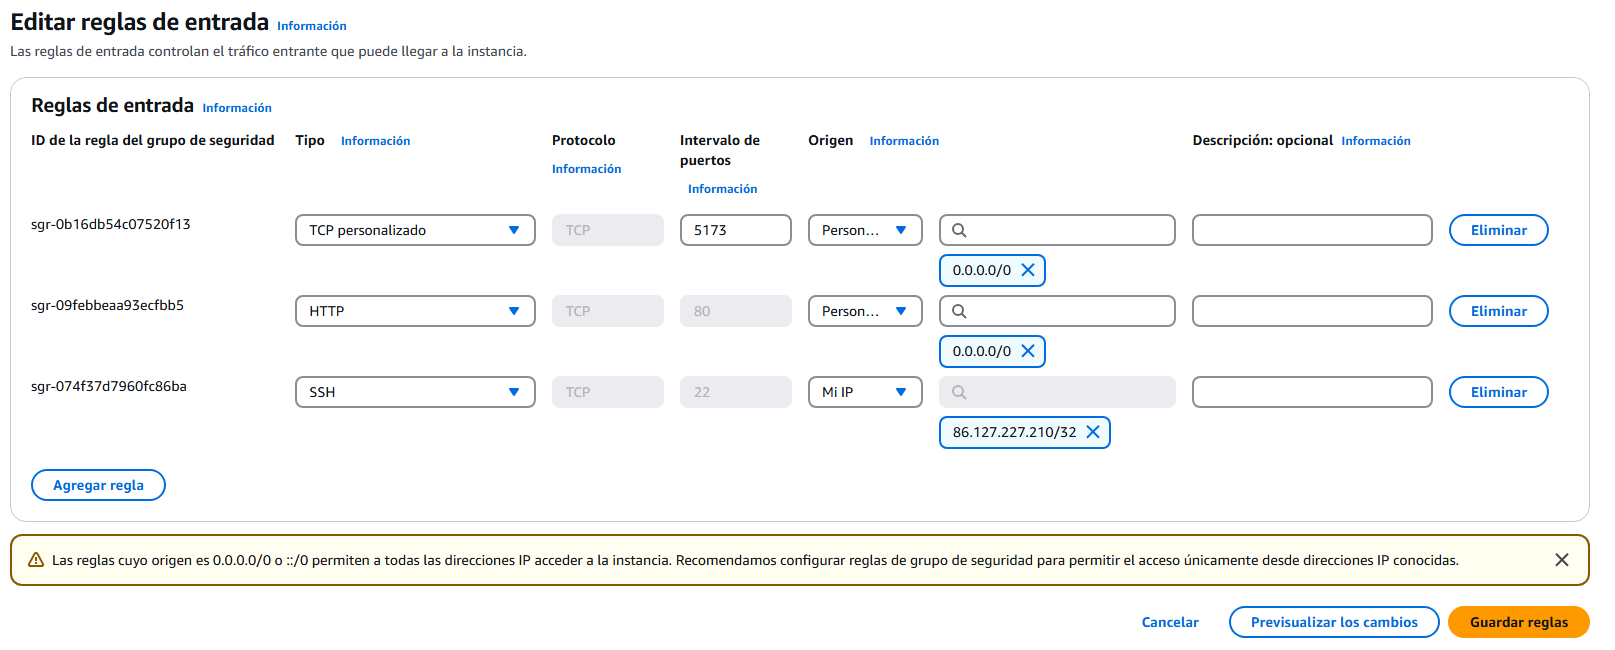 Editar reglas de entrada Información
Las reglas de entrada controlan el tráfico entrante que puede llegar a la instancia.
Reglas de entrada Información
ID de la regla del grupo de seguridad Tipo Información Protocolo Información Intervalo de puertos Información Origen Información Descripción: opcional Información
sgr-0b16db54c07520f13 TCP personalizado TCP 5173 Person... Eliminar
0.0.0.0/0
sgr-09febbeaa93ecfbb5 HTTP TCP 80 Person... Eliminar
0.0.0.0/0
sgr-074f37d7960fc86ba SSH TCP 22 Mi IP Eliminar
86.127.227.210/32
Agregar regla
Las reglas cuyo origen es 0.0.0.0/0 o ::/0 permiten a todas las direcciones IP acceder a la instancia. Recomendamos configurar reglas de grupo de seguridad para permitir el acceso únicamente desde direcciones IP conocidas.
Cancelar Previsualizar los cambios Guardar reglas